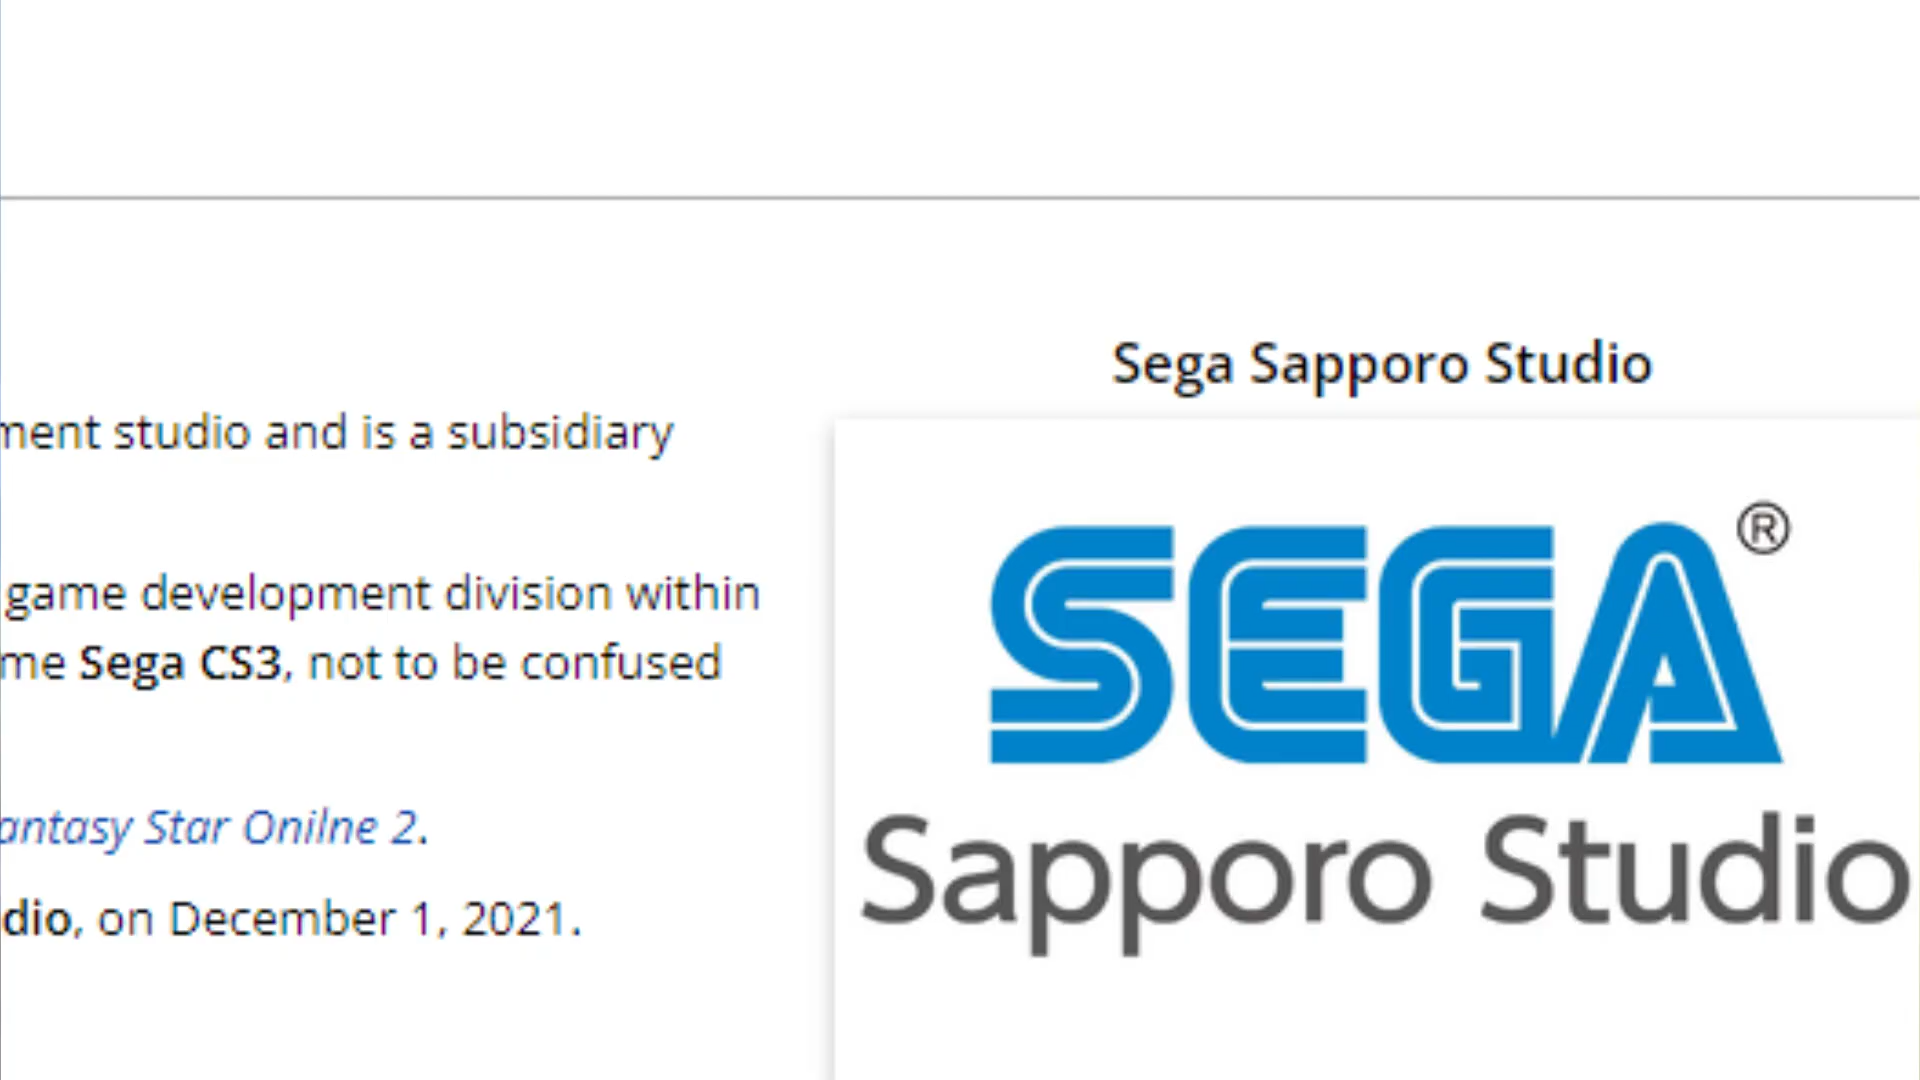 Sega Sapporo Studio
ment studio and is a subsidiary
game development division within
me Sega CS3, not to be confused
antasy Star Onilne 2.
dio, on December 1, 2021.
SEGA®
Sapporo Studio